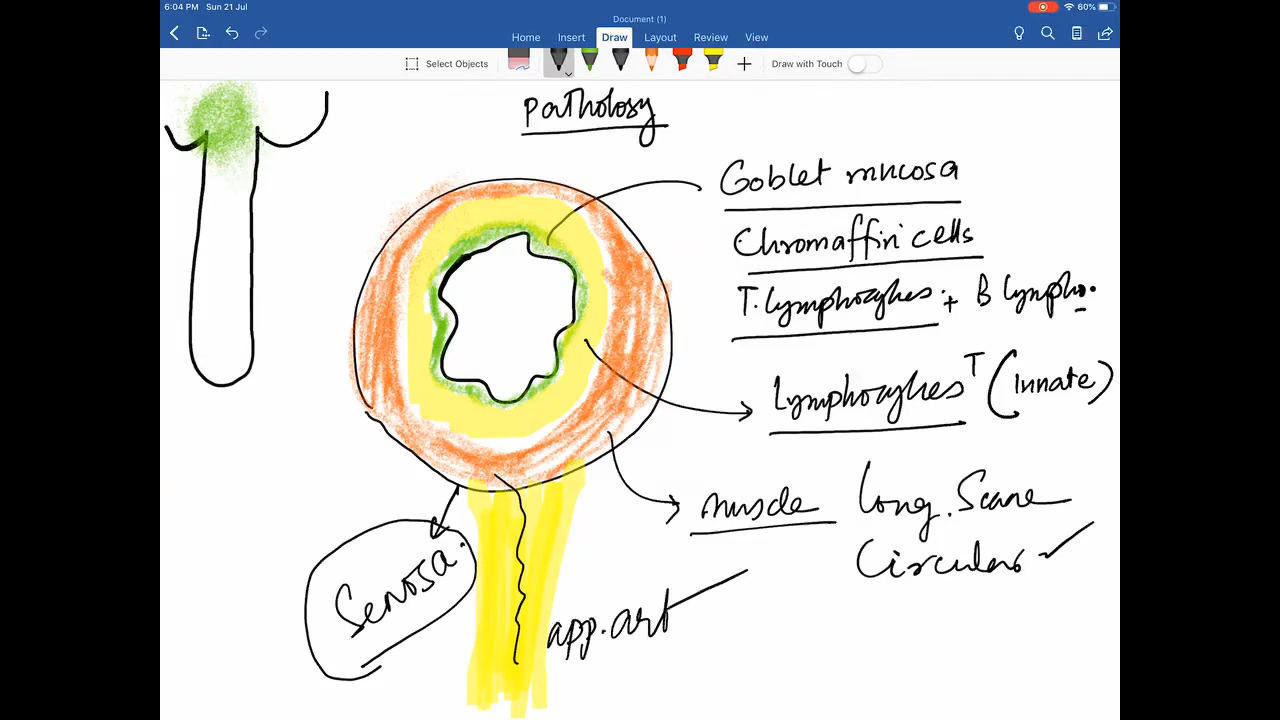 6:04 PM Sun 21 Jul
60%
Document (1)
Home Insert Draw Layout Review View
Select Objects
Draw with Touch
Pathology
Goblet mucosa
Chromaffin cells
T. lymphocytes + B lympho.
Lymphocytes T (innate)
muscle Long. Scare
Circular
Serosa.
app. art